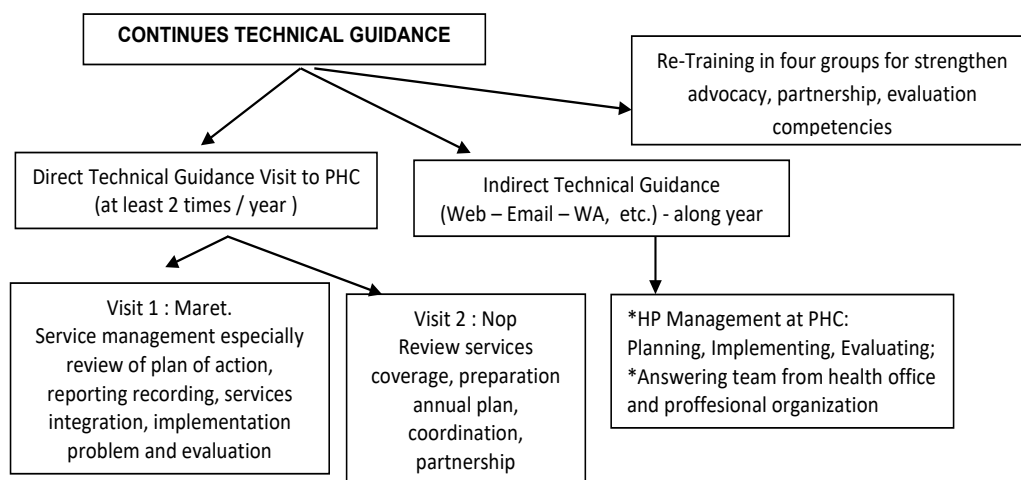 CONTINUES TECHNICAL GUIDANCE
Re-Training in four groups for strengthen
advocacy, partnership, evaluation
competencies
Direct Technical Guidance Visit to PHC
(at least 2 times / year )
Indirect Technical Guidance
(Web – Email – WA, etc.) - along year
Visit 1 : Maret.
Service management especially
review of plan of action,
reporting recording, services
integration, implementation
problem and evaluation
Visit 2 : Nop
Review services
coverage, preparation
annual plan,
coordination,
partnership
*HP Management at PHC:
Planning, Implementing, Evaluating;
*Answering team from health office
and proffesional organization